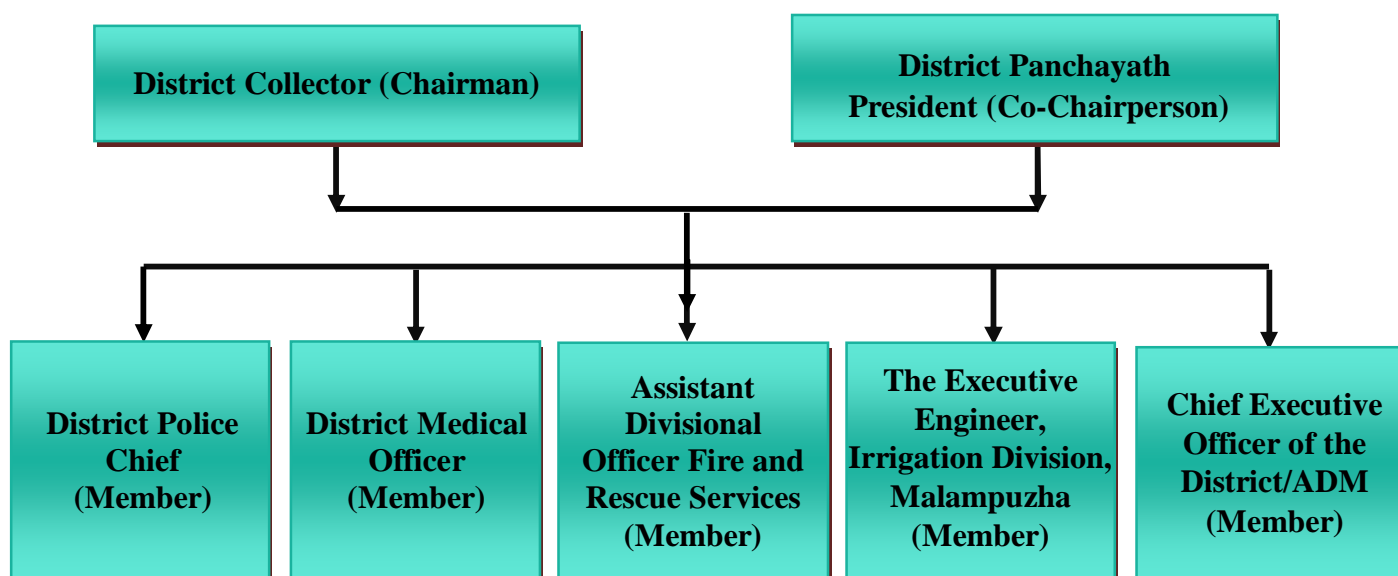 District Collector (Chairman)
District Panchayath
President (Co-Chairperson)
District Police
Chief
(Member)
District Medical
Officer
(Member)
Assistant
Divisional
Officer Fire and
Rescue Services
(Member)
The Executive
Engineer,
Irrigation Division,
Malampuzha
(Member)
Chief Executive
Officer of the
District/ADM
(Member)